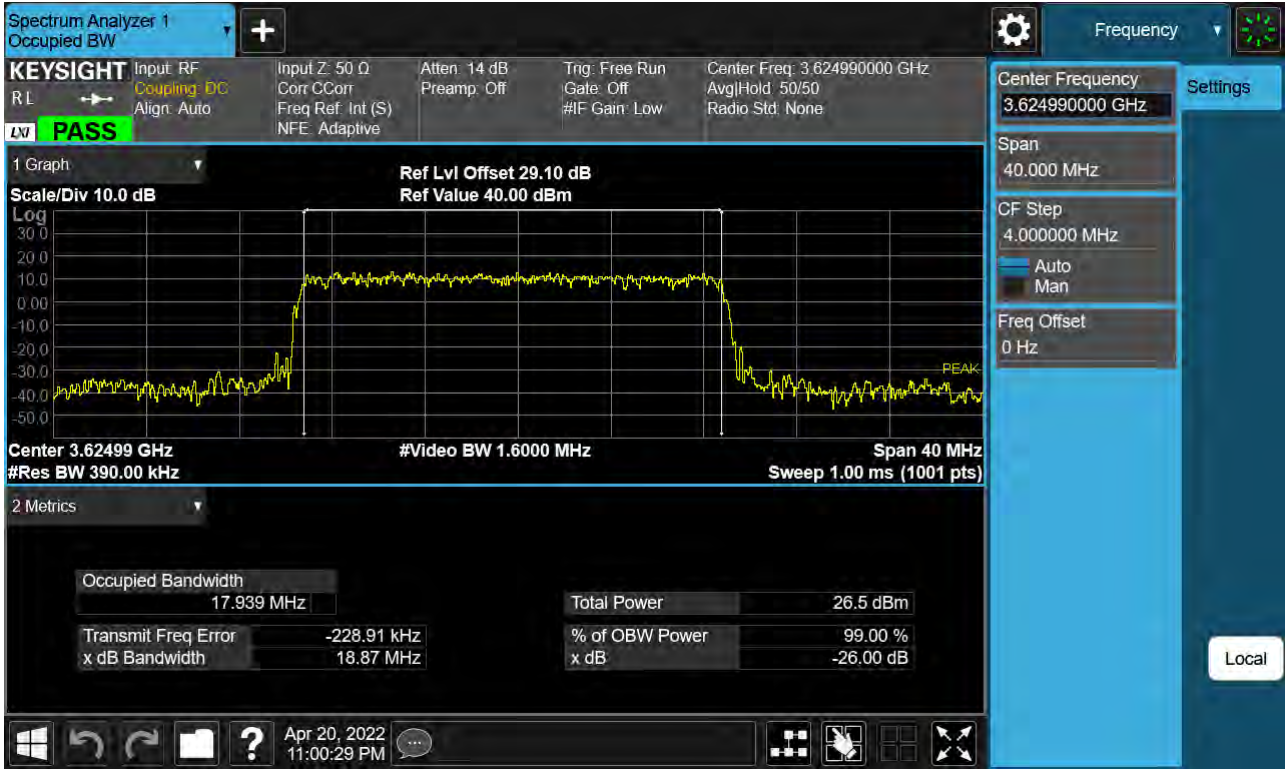 Spectrum Analyzer 1
Occupied BW
Frequency
KEYSIGHT
RL
LXI
PASS
Input: RF
Coupling: DC
Align: Auto
Input Z: 50 Ω
Corr CCorr
Freq Ref: Int (S)
NFE: Adaptive
Atten: 14 dB
Preamp: Off
Trig: Free Run
Gate: Off
#IF Gain: Low
Center Freq: 3.624990000 GHz
Avg|Hold: 50/50
Radio Std: None
1 Graph
Scale/Div 10.0 dB
Ref Lvl Offset 29.10 dB
Ref Value 40.00 dBm
Log
30.0
20.0
10.0
0.00
-10.0
-20.0
-30.0
-40.0
-50.0
PEAK
Center 3.62499 GHz
#Video BW 1.6000 MHz
Span 40 MHz
#Res BW 390.00 kHz
Sweep 1.00 ms (1001 pts)
2 Metrics
Occupied Bandwidth
17.939 MHz
Transmit Freq Error -228.91 kHz
x dB Bandwidth 18.87 MHz
Total Power 26.5 dBm
% of OBW Power 99.00 %
x dB -26.00 dB
Center Frequency
3.624990000 GHz
Span
40.000 MHz
CF Step
4.000000 MHz
Auto
Man
Freq Offset
0 Hz
Settings
Local
?
Apr 20, 2022
11:00:29 PM